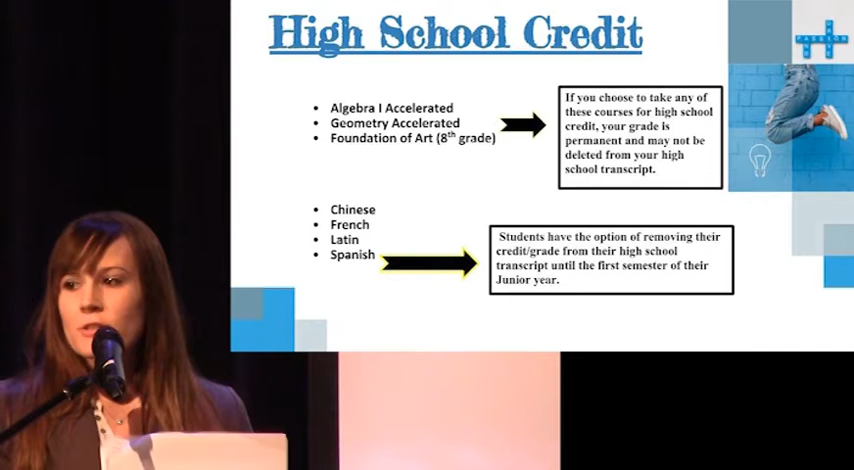 High School Credit
• Algebra I Accelerated
• Geometry Accelerated
• Foundation of Art (8th grade)
If you choose to take any of
these courses for high school
credit, your grade is
permanent and may not be
deleted from your high
school transcript.
• Chinese
• French
• Latin
• Spanish
Students have the option of removing their
credit/grade from their high school
transcript until the first semester of their
Junior year.
PASSION